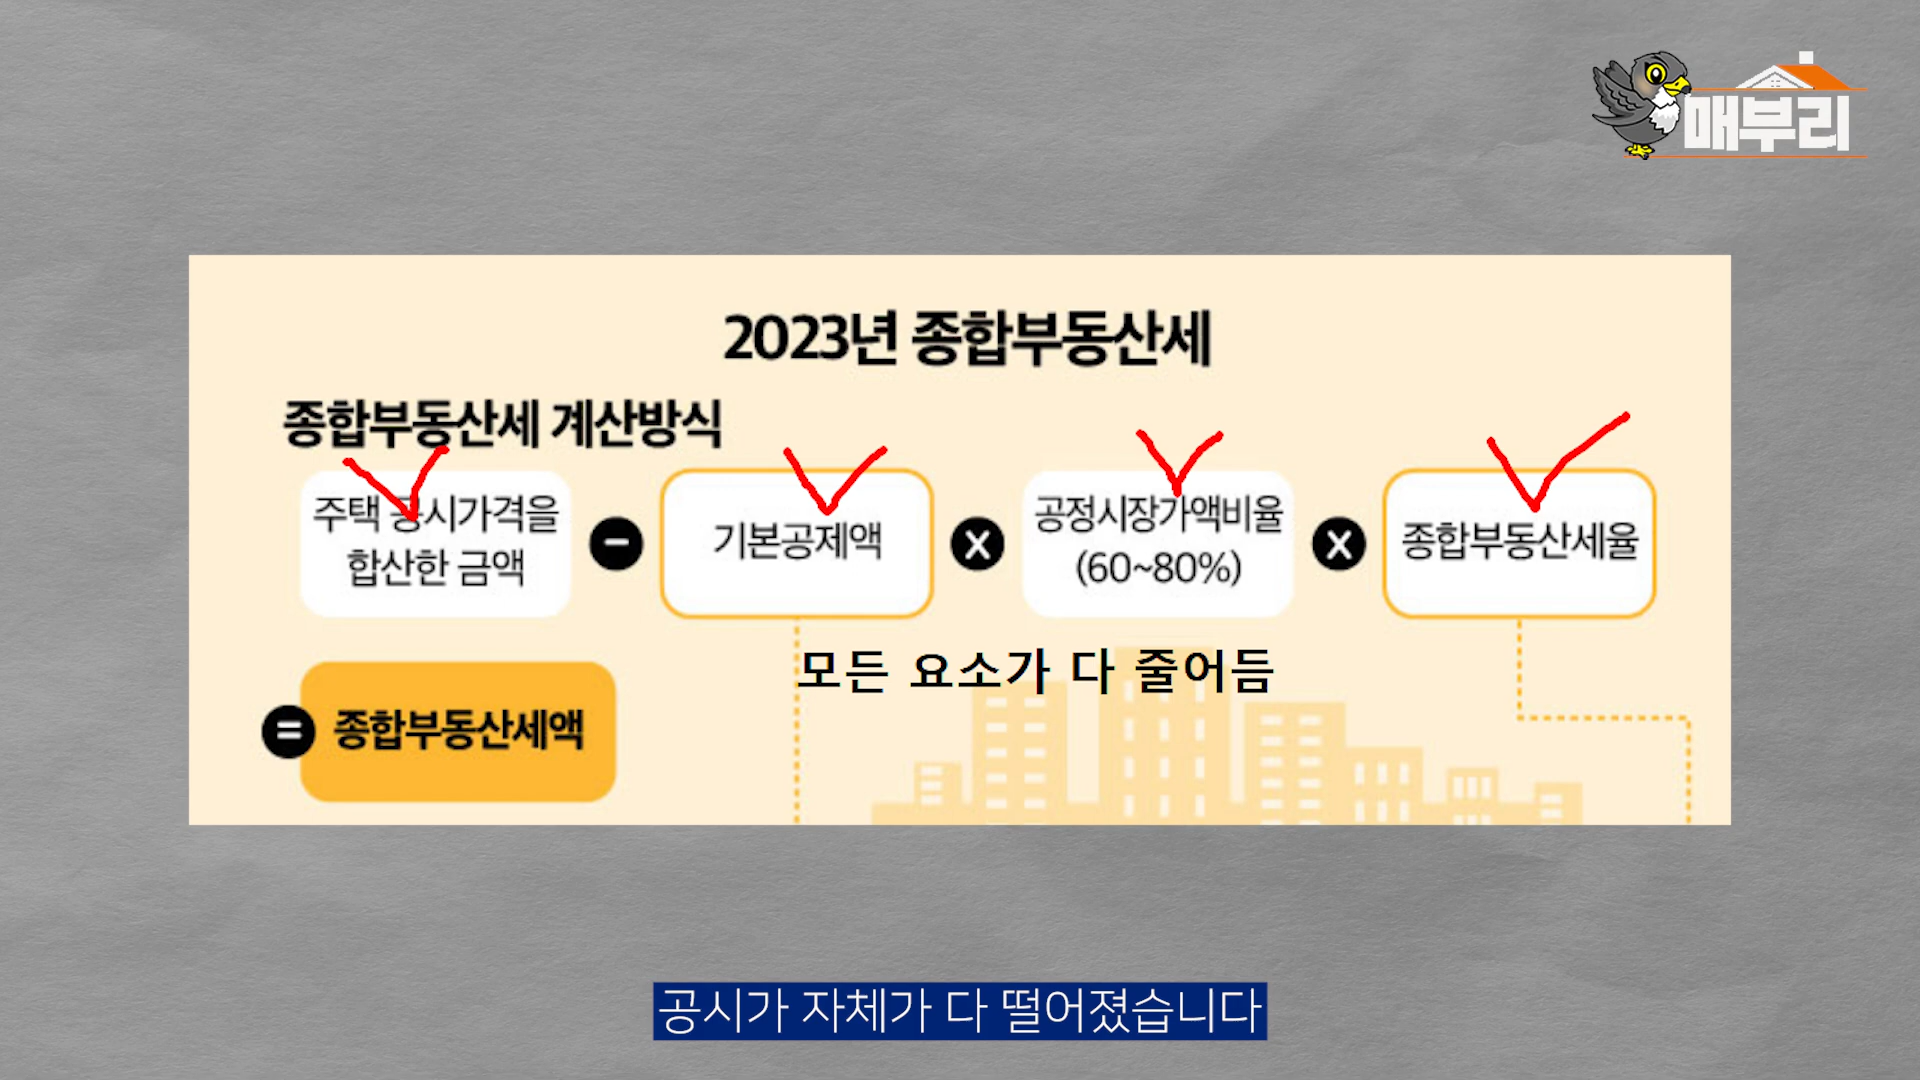 매부리
2023년 종합부동산세
종합부동산세 계산방식
주택 공시가격을
합산한 금액
-
기본공제액
X
공정시장가액비율
(60~80%)
X
종합부동산세율
모든 요소가 다 줄어듬
=
종합부동산세액
공시가 자체가 다 떨어졌습니다